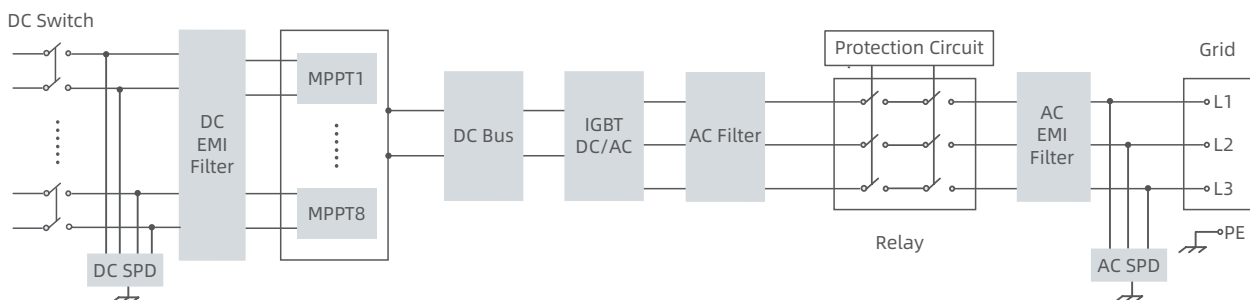 DC Switch
DC
EMI
Filter
DC SPD
MPPT1
MPPT8
DC Bus
IGBT
DC/AC
AC Filter
Protection Circuit
Relay
AC
EMI
Filter
AC SPD
Grid
L1
L2
L3
PE